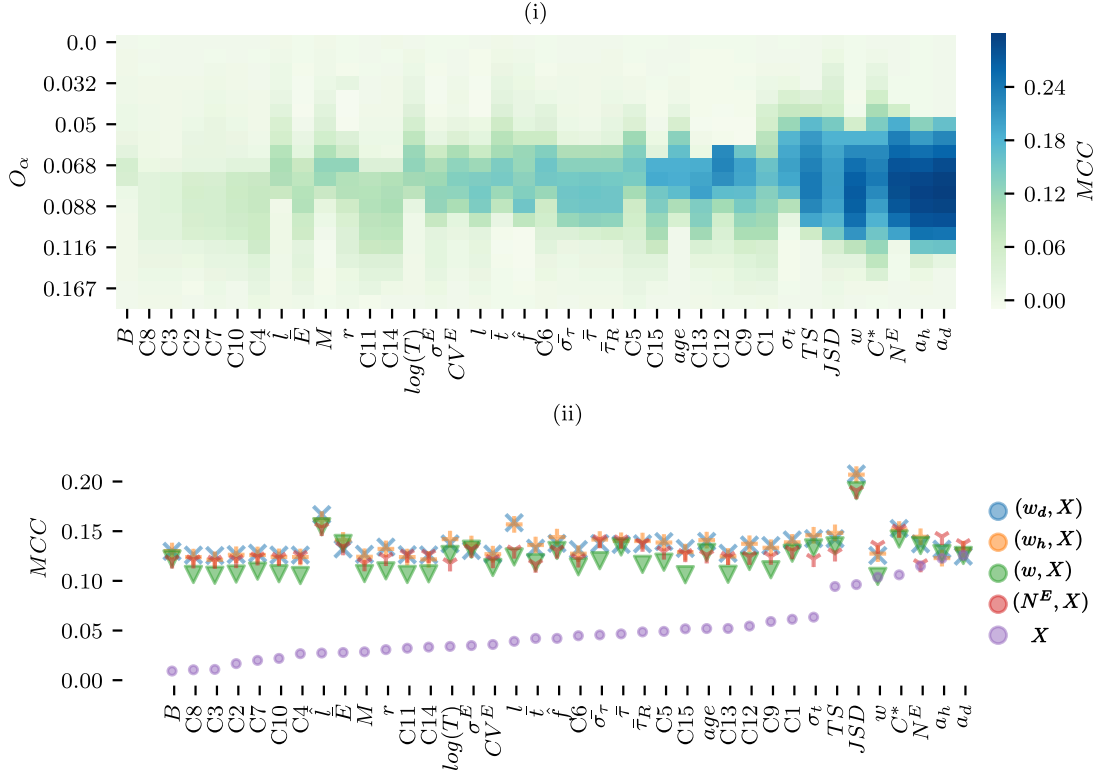 (i)
0.0
0.032
0.05
0.068
0.088
0.116
0.167
O_α
0.24
0.18
0.12
0.06
0.00
MCC
B C8 C3 C2 C7 C10 C4 l̂ Ē M r C11 C14 log(T) σ^E CV^E l t̄ f̂ C6 σ̄_τ τ̄ τ̄_R C5 C15 age C13 C12 C9 C1 σ_t TS JSD w C* N^E a_h a_d
(ii)
0.20
0.15
0.10
0.05
0.00
MCC
(w_d, X)
(w_h, X)
(w, X)
(N^E, X)
X
B C8 C3 C2 C7 C10 C4 l̂ Ē M r C11 C14 log(T) σ^E CV^E l t̄ f̂ C6 σ̄_τ τ̄ τ̄_R C5 C15 age C13 C12 C9 C1 σ_t TS JSD w C* N^E a_h a_d